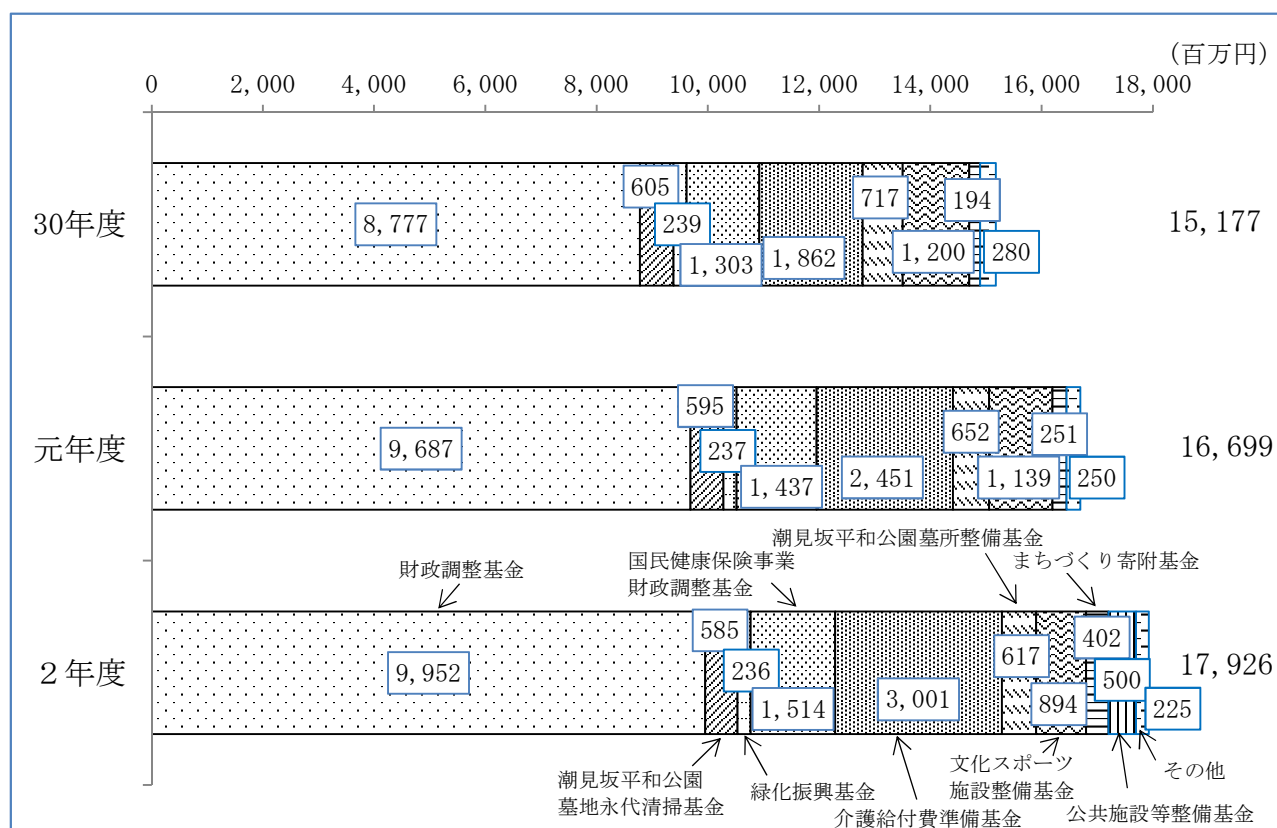 (百万円)
0 2,000 4,000 6,000 8,000 10,000 12,000 14,000 16,000 18,000
30年度
8,777
605
239
1,303
1,862
717
1,200
194
280
15,177
元年度
9,687
595
237
1,437
2,451
652
1,139
251
250
16,699
財政調整基金
国民健康保険事業
財政調整基金
潮見坂平和公園墓所整備基金
まちづくり寄附基金
2年度
9,952
585
236
1,514
3,001
617
894
402
500
225
17,926
潮見坂平和公園
墓地永代清掃基金
緑化振興基金
介護給付費準備基金
文化スポーツ
施設整備基金
公共施設等整備基金
その他